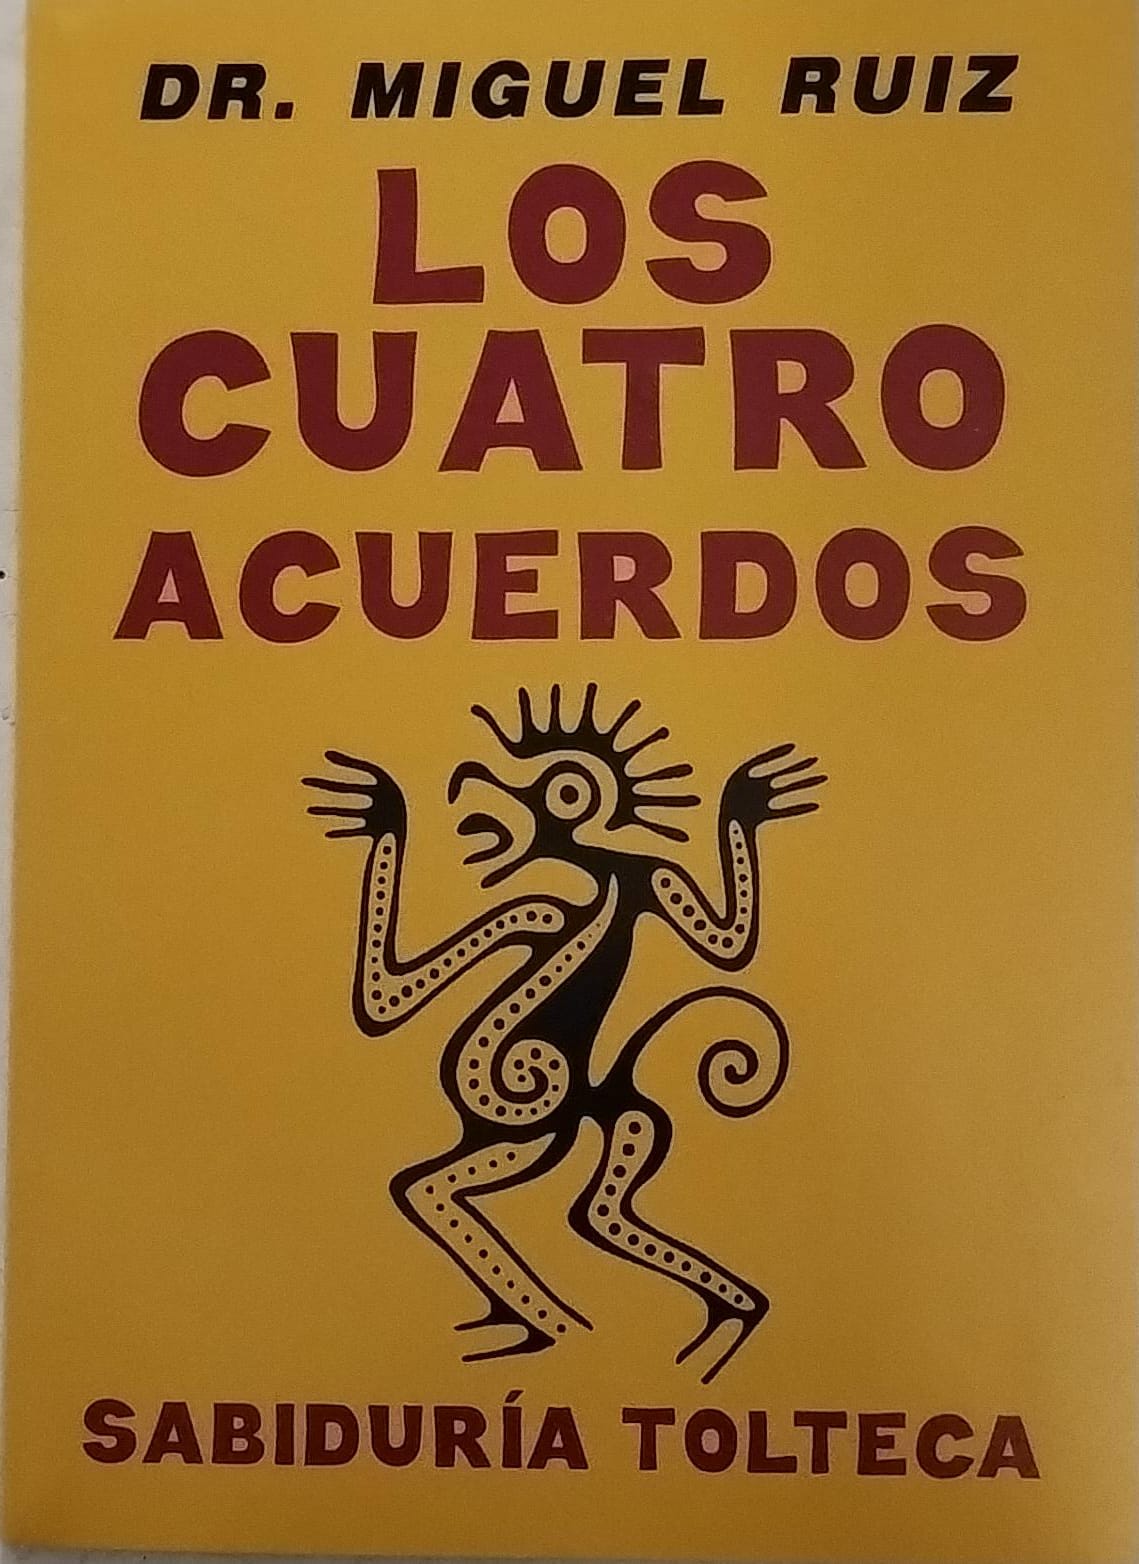 DR. MIGUEL RUIZ
LOS
CUATRO
ACUERDOS
SABIDURÍA TOLTECA